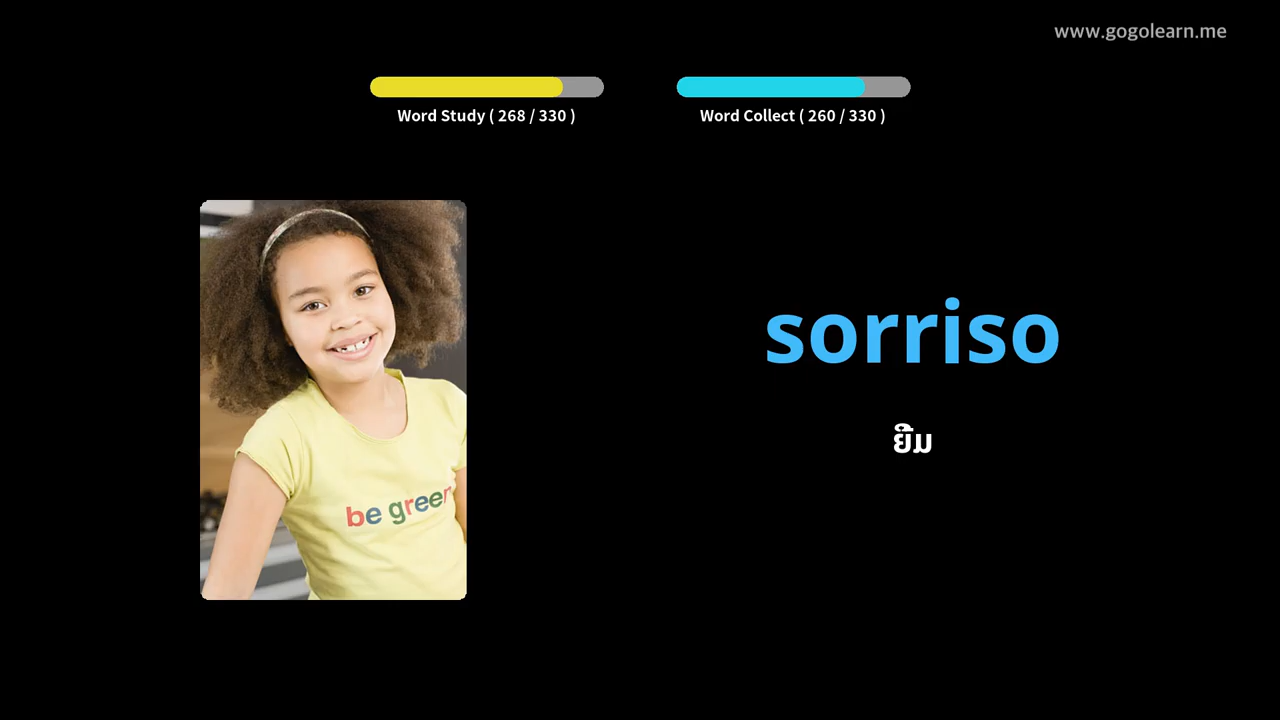 www.gogolearn.me
Word Study ( 268 / 330 )
Word Collect ( 260 / 330 )
sorriso
ຍີ້ມ
be green